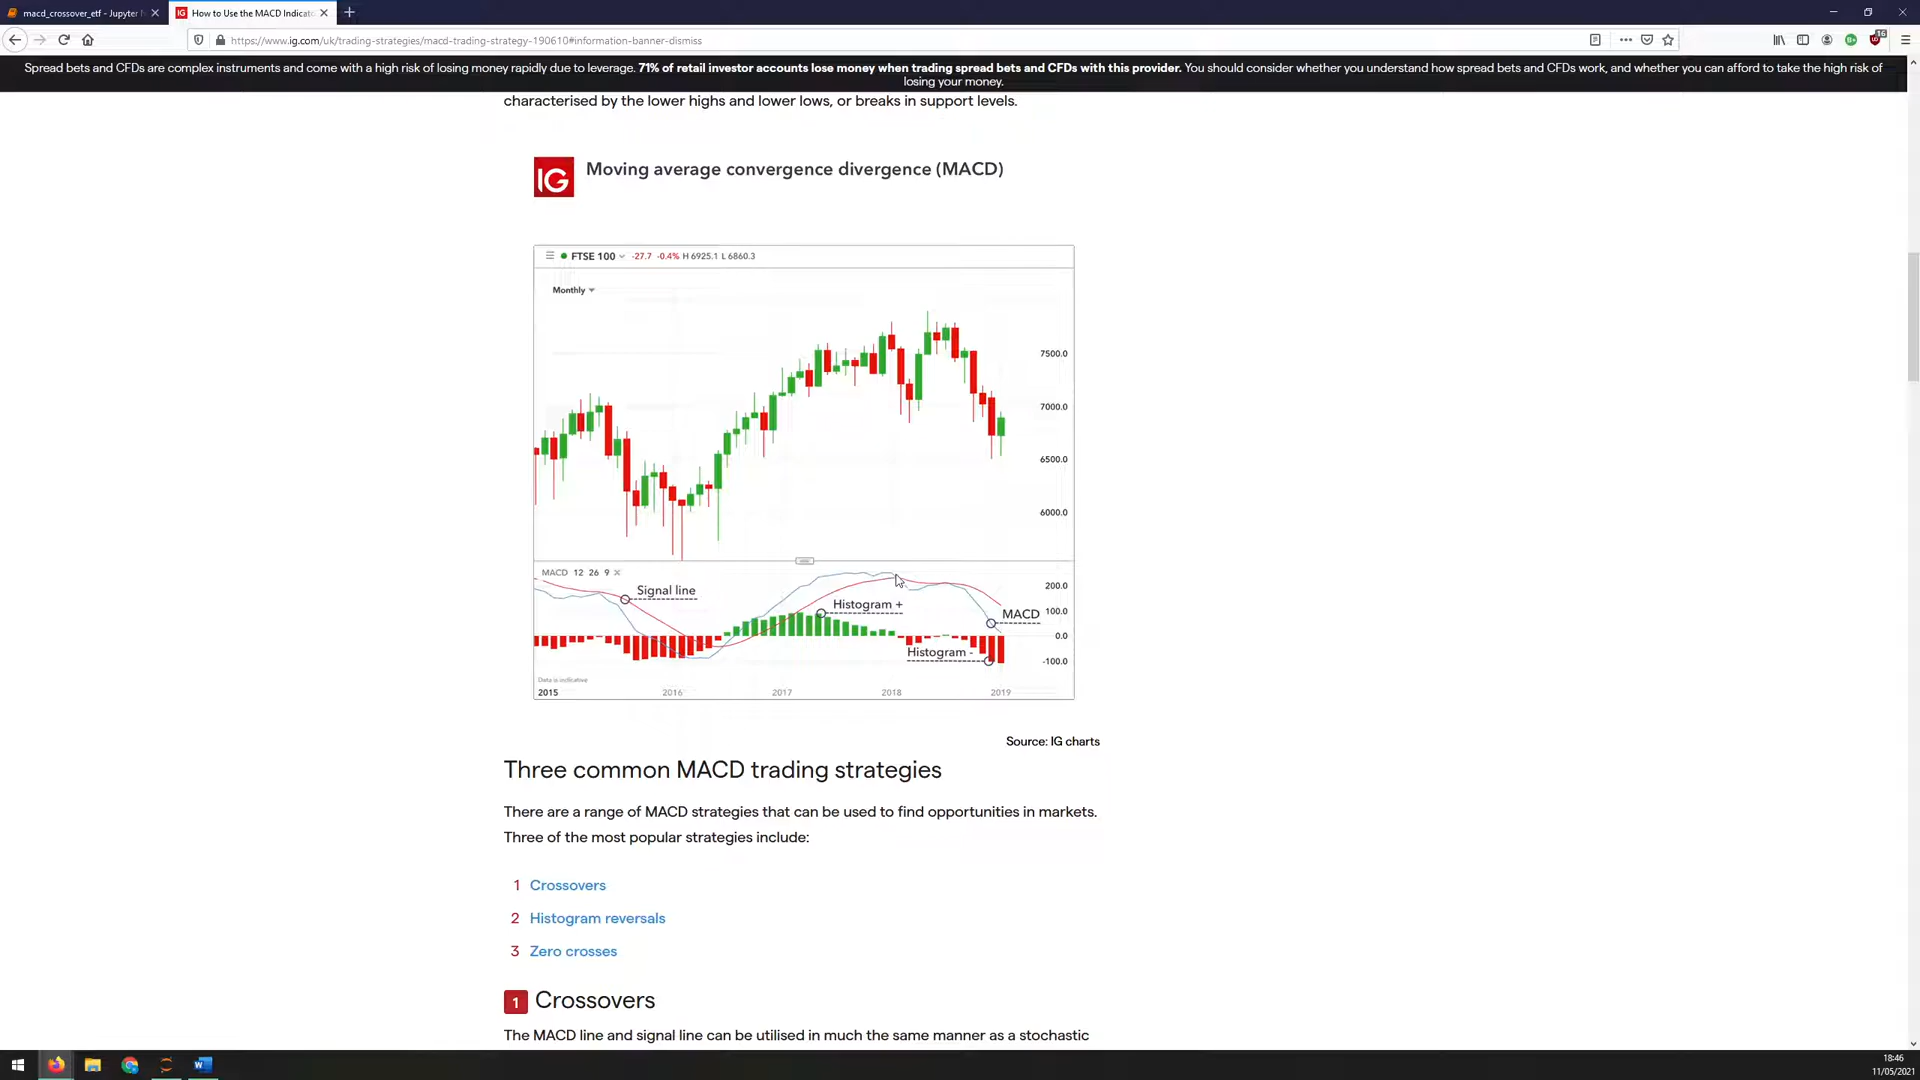 macd_crossover_etf - Jupyter N
How to Use the MACD Indicato
https://www.ig.com/uk/trading-strategies/macd-trading-strategy-190610#information-banner-dismiss
16
Spread bets and CFDs are complex instruments and come with a high risk of losing money rapidly due to leverage. 71% of retail investor accounts lose money when trading spread bets and CFDs with this provider. You should consider whether you understand how spread bets and CFDs work, and whether you can afford to take the high risk of
losing your money.
characterised by the lower highs and lower lows, or breaks in support levels.
IG
Moving average convergence divergence (MACD)
FTSE 100 -27.7 -0.4% H 6925.1 L 6860.3
Monthly
7500.0
7000.0
6500.0
6000.0
MACD 12 26 9 x
Signal line
200.0
Histogram +
100.0
MACD
0.0
Histogram -
-100.0
Data is indicative
2015 2016 2017 2018 2019
Source: IG charts
Three common MACD trading strategies
There are a range of MACD strategies that can be used to find opportunities in markets.
Three of the most popular strategies include:
1 Crossovers
2 Histogram reversals
3 Zero crosses
1 Crossovers
The MACD line and signal line can be utilised in much the same manner as a stochastic
18:46
11/05/2021